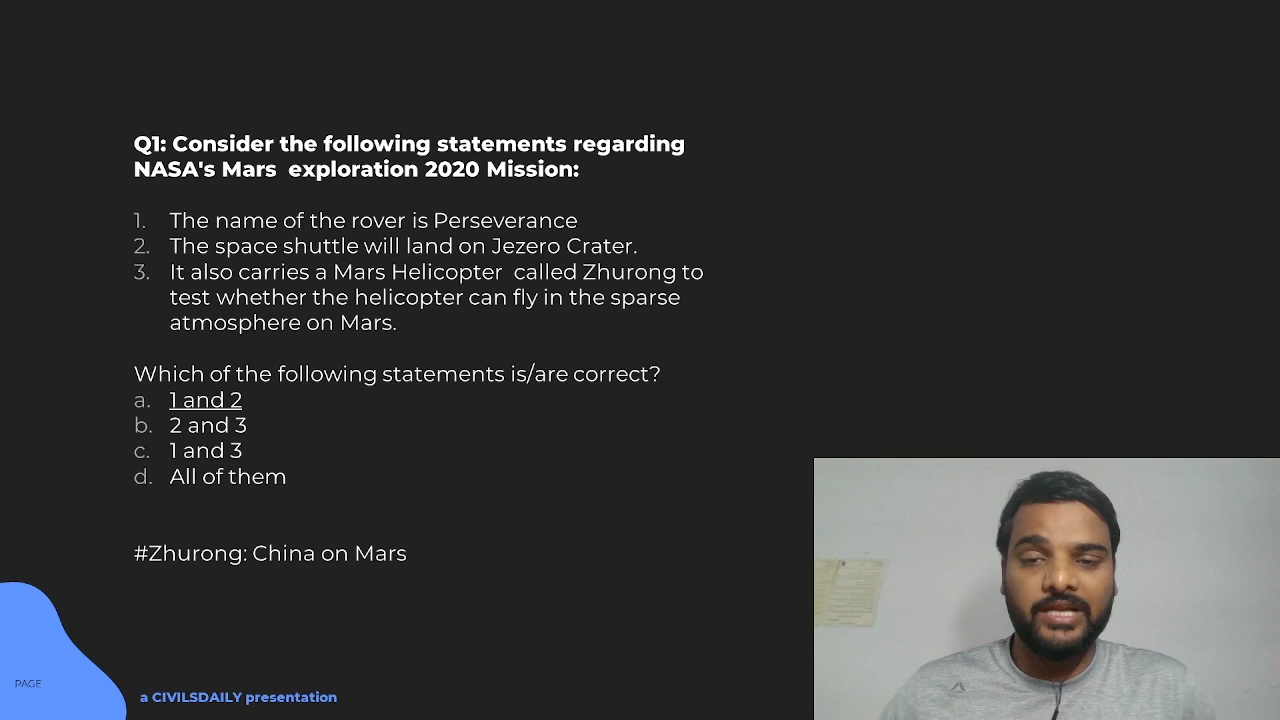 Q1: Consider the following statements regarding
NASA's Mars exploration 2020 Mission:
1. The name of the rover is Perseverance
2. The space shuttle will land on Jezero Crater.
3. It also carries a Mars Helicopter called Zhurong to
test whether the helicopter can fly in the sparse
atmosphere on Mars.
Which of the following statements is/are correct?
a. 1 and 2
b. 2 and 3
c. 1 and 3
d. All of them
#Zhurong: China on Mars
PAGE
a CIVILSDAILY presentation